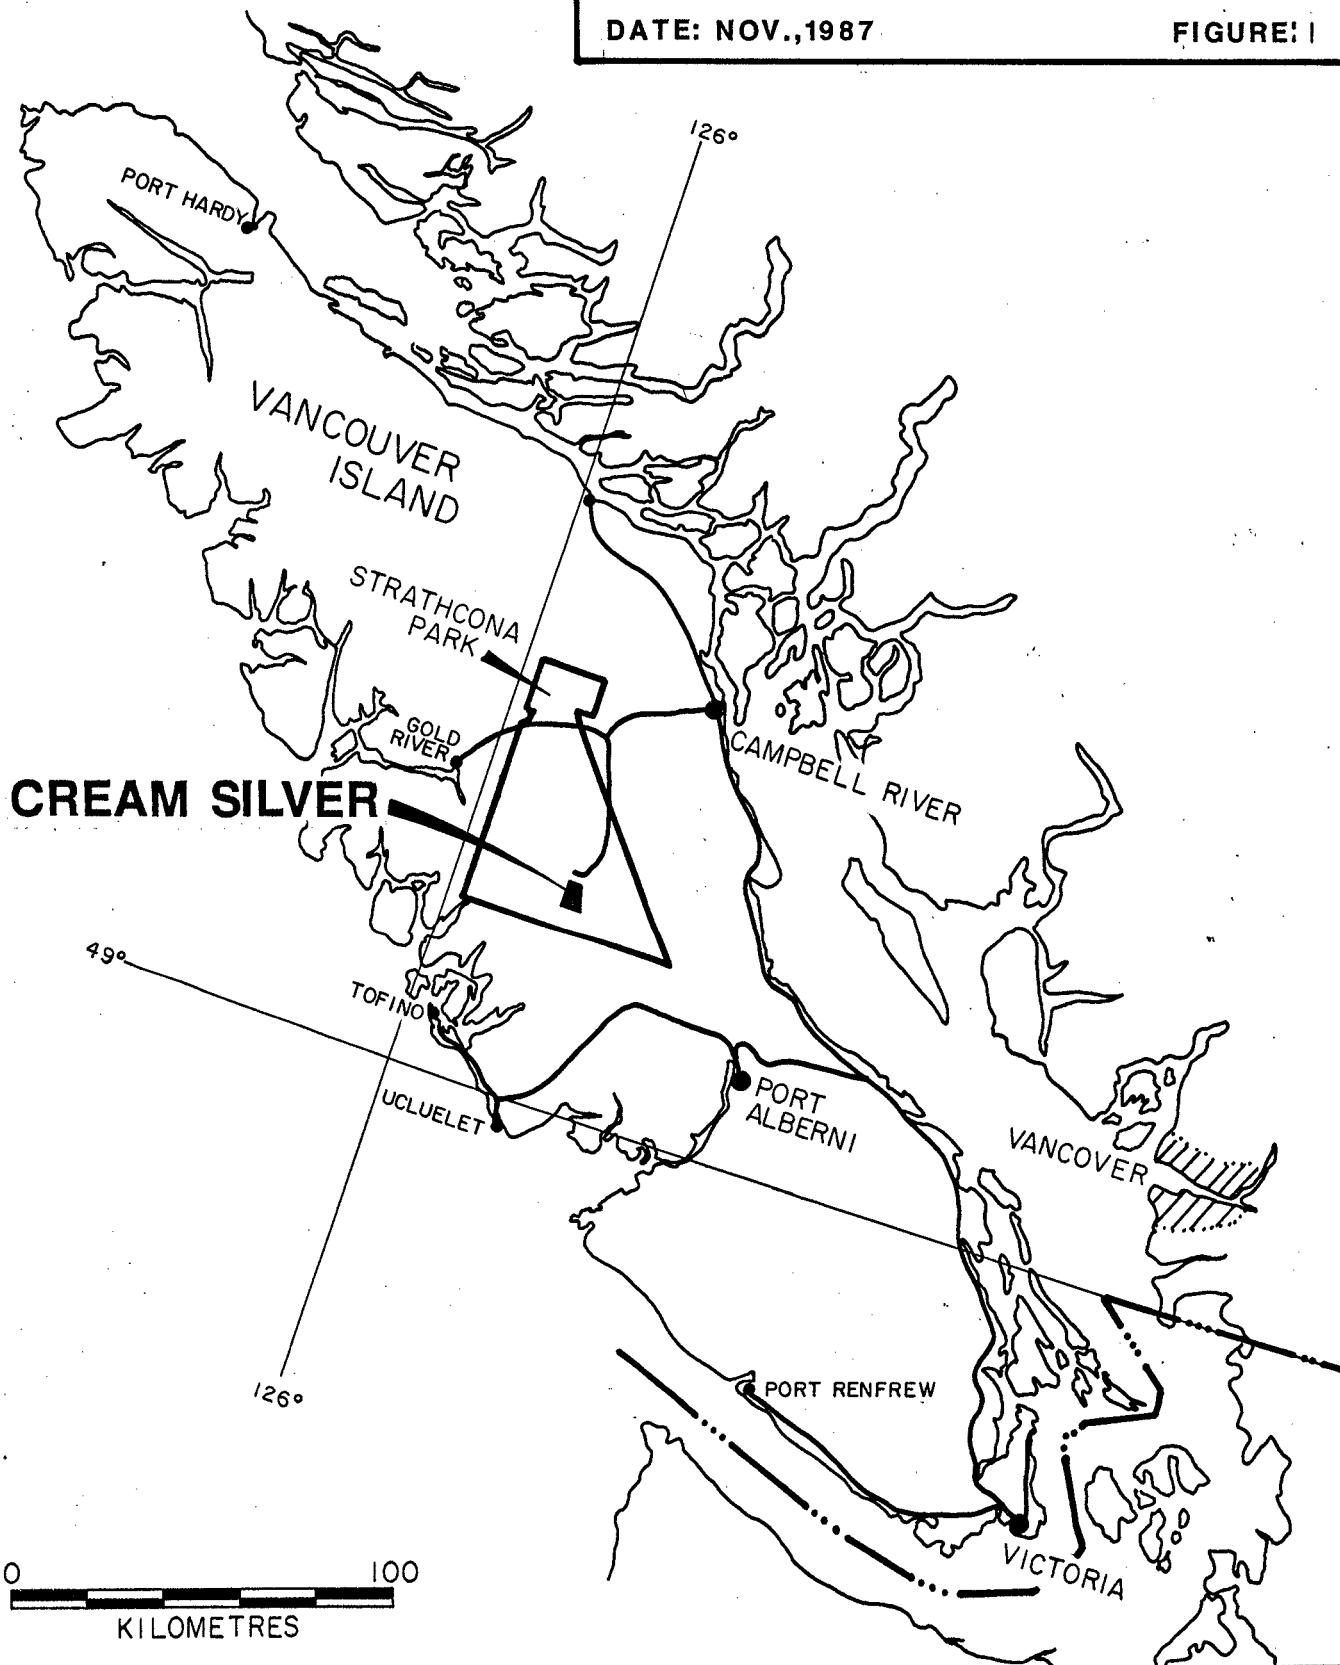 DATE: NOV.,1987
FIGURE: 1
126°
PORT HARDY
VANCOUVER
ISLAND
STRATHCONA
PARK
GOLD
RIVER
CAMPBELL RIVER
CREAM SILVER
49°
TOFINO
UCLUELET
PORT
ALBERNI
VANCOVER
126°
PORT RENFREW
VICTORIA
0 100
KILOMETRES